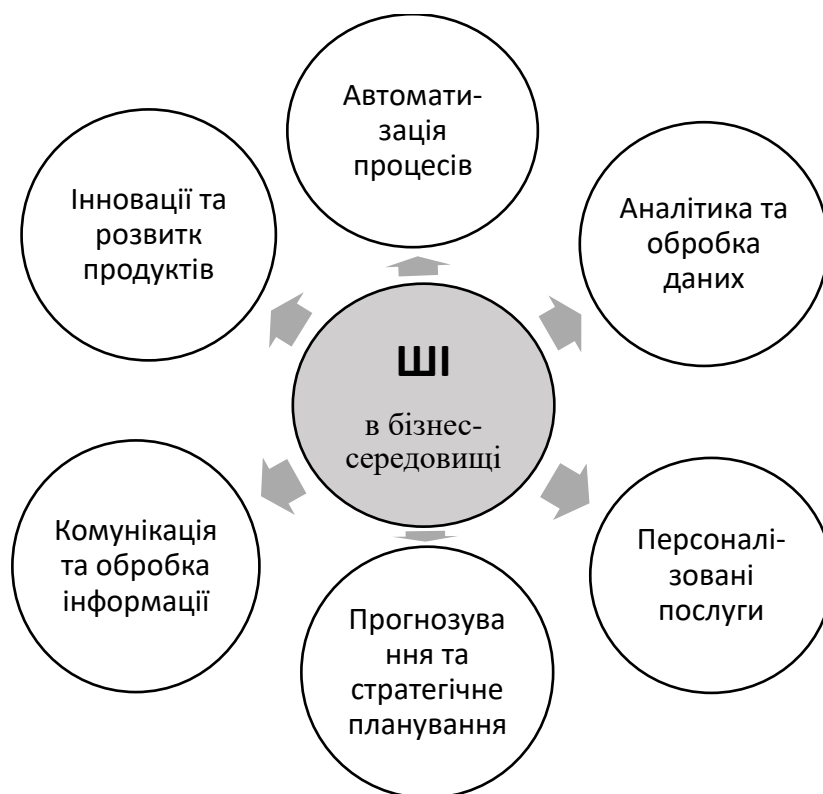 Автомати-
зація
процесів
Аналітика та
обробка
даних
Персоналі-
зовані
послуги
Прогнозува
ння та
стратегічне
планування
Комунікація
та обробка
інформації
Інновації та
розвитк
продуктів
ШІ
в бізнес-
середовищі